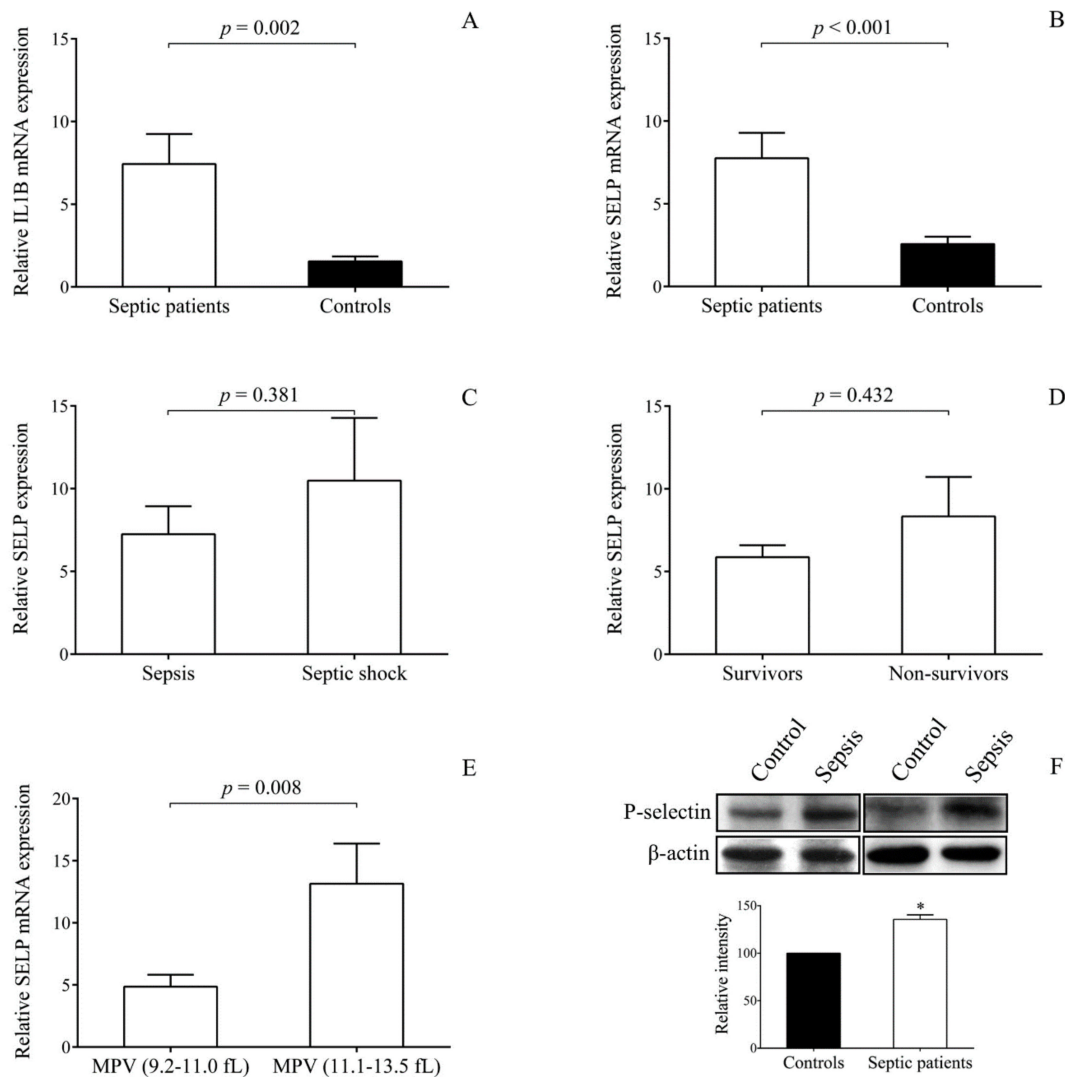 A
p = 0.002
Relative IL1B mRNA expression
15
10
5
0
Septic patients
Controls
B
p < 0.001
Relative SELP mRNA expression
15
10
5
0
Septic patients
Controls
C
p = 0.381
Relative SELP expression
15
10
5
0
Sepsis
Septic shock
D
p = 0.432
Relative SELP expression
15
10
5
0
Survivors
Non-survivors
E
p = 0.008
Relative SELP mRNA expression
20
15
10
5
0
MPV (9.2-11.0 fL)
MPV (11.1-13.5 fL)
F
Control
Sepsis
Control
Sepsis
P-selectin
β-actin
Relative intensity
150
100
50
0
*
Controls
Septic patients